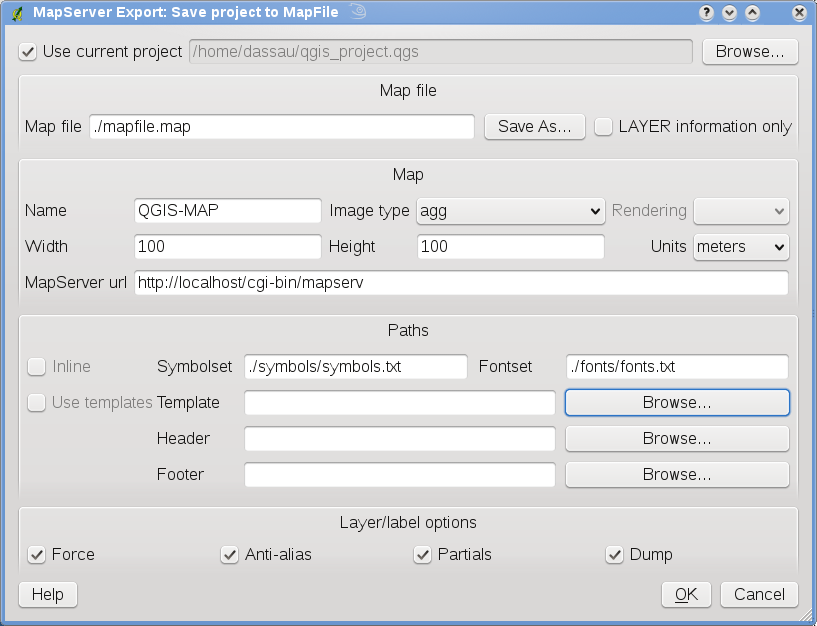 MapServer Export: Save project to MapFile
Use current project /home/dassau/qgis_project.qgs Browse...
Map file
Map file ./mapfile.map Save As... LAYER information only
Map
Name QGIS-MAP Image type agg Rendering
Width 100 Height 100 Units meters
MapServer url http://localhost/cgi-bin/mapserv
Paths
Inline Symbolset ./symbols/symbols.txt Fontset ./fonts/fonts.txt
Use templates Template Browse...
Header Browse...
Footer Browse...
Layer/label options
Force Anti-alias Partials Dump
Help OK Cancel